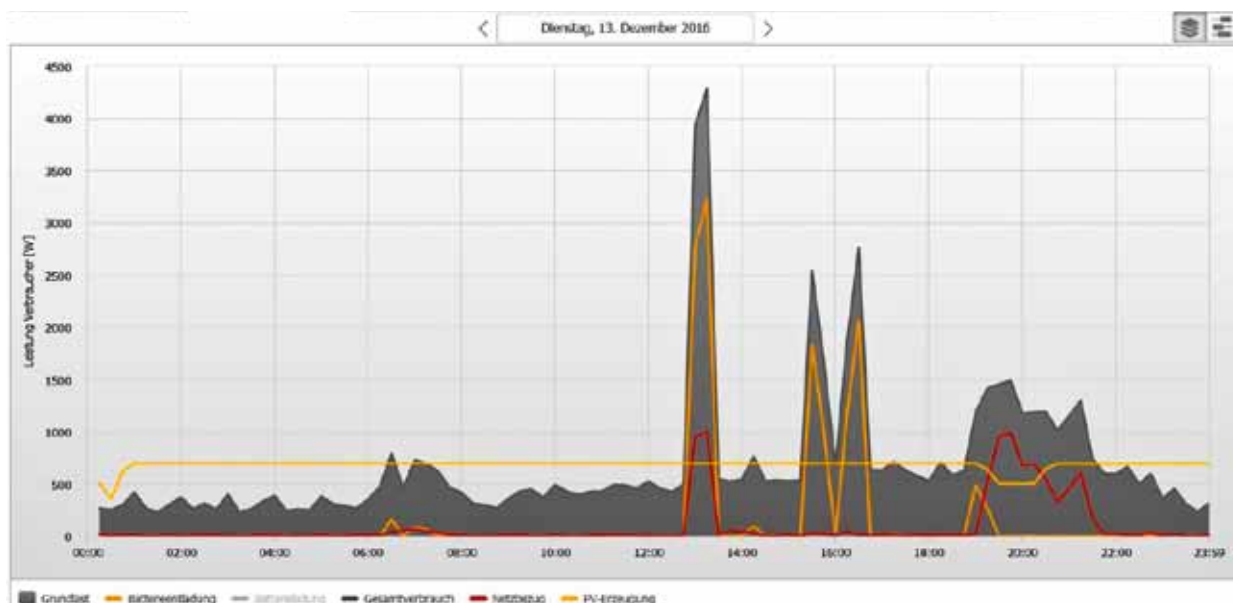 Dienstag, 13. Dezember 2016
4500
4000
3500
3000
2500
2000
1500
1000
500
0
Leistung Verbraucher [W]
00:00 02:00 04:00 06:00 08:00 10:00 12:00 14:00 16:00 18:00 20:00 22:00 23:59
Grundlast Batterieentladung Batterieladung Gesamtverbrauch Netzbezug PV-Erzeugung